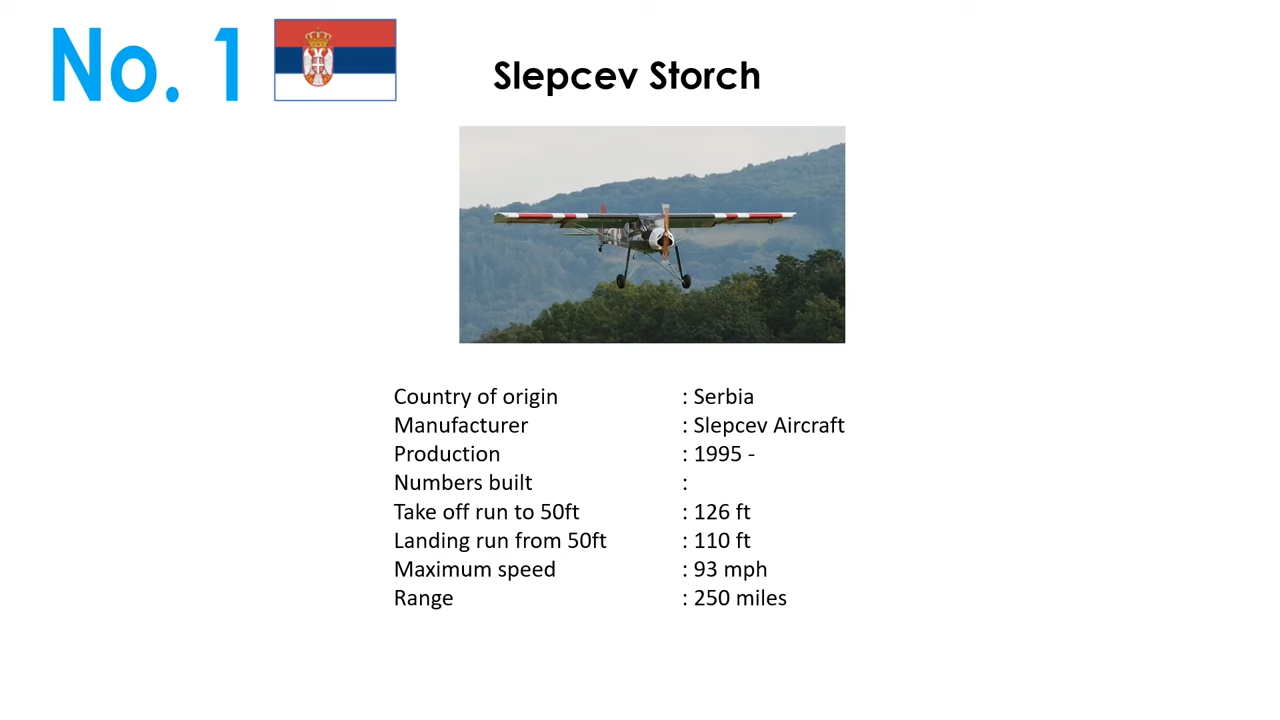 No. 1
Slepcev Storch
Country of origin : Serbia
Manufacturer : Slepcev Aircraft
Production : 1995 -
Numbers built :
Take off run to 50ft : 126 ft
Landing run from 50ft : 110 ft
Maximum speed : 93 mph
Range : 250 miles